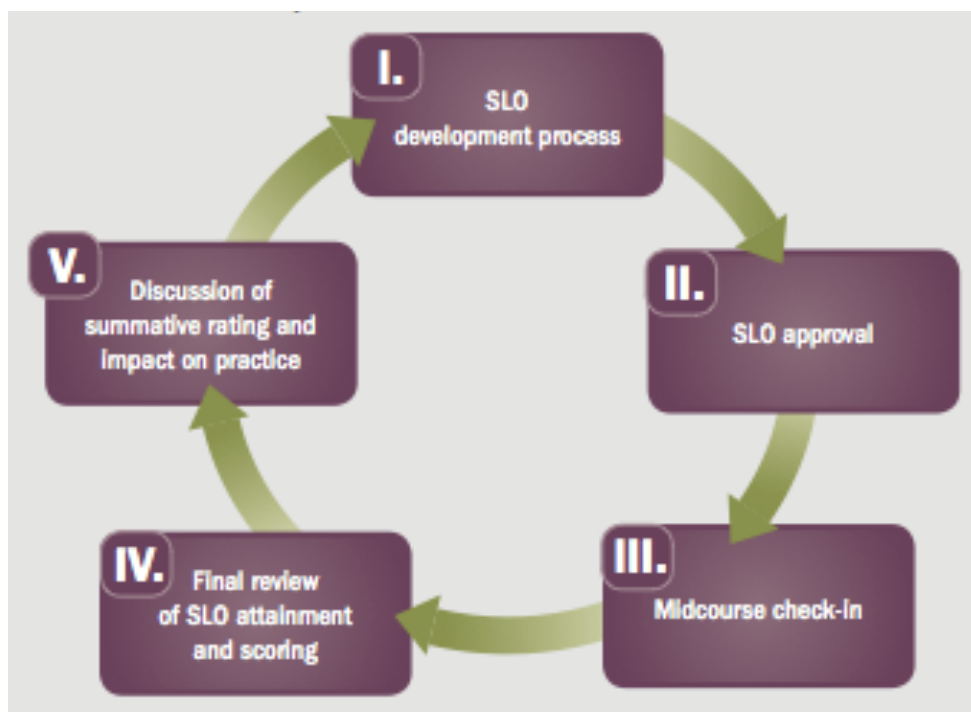 I.
SLO
development process
II.
SLO approval
III.
Midcourse check-in
IV.
Final review
of SLO attainment
and scoring
V.
Discussion of
summative rating and
impact on practice